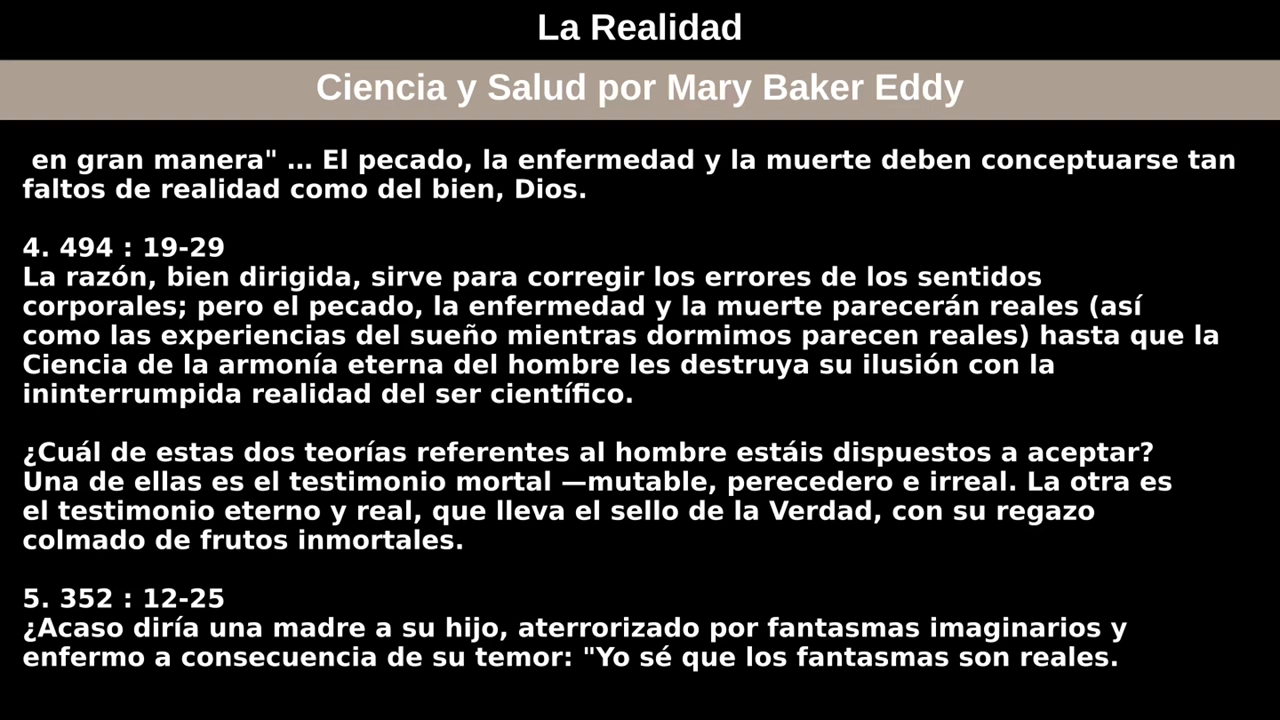 La Realidad
Ciencia y Salud por Mary Baker Eddy
en gran manera" ... El pecado, la enfermedad y la muerte deben conceptuarse tan
faltos de realidad como del bien, Dios.
4. 494 : 19-29
La razón, bien dirigida, sirve para corregir los errores de los sentidos
corporales; pero el pecado, la enfermedad y la muerte parecerán reales (así
como las experiencias del sueño mientras dormimos parecen reales) hasta que la
Ciencia de la armonía eterna del hombre les destruya su ilusión con la
ininterrumpida realidad del ser científico.
¿Cuál de estas dos teorías referentes al hombre estáis dispuestos a aceptar?
Una de ellas es el testimonio mortal —mutable, perecedero e irreal. La otra es
el testimonio eterno y real, que lleva el sello de la Verdad, con su regazo
colmado de frutos inmortales.
5. 352 : 12-25
¿Acaso diría una madre a su hijo, aterrorizado por fantasmas imaginarios y
enfermo a consecuencia de su temor: "Yo sé que los fantasmas son reales.